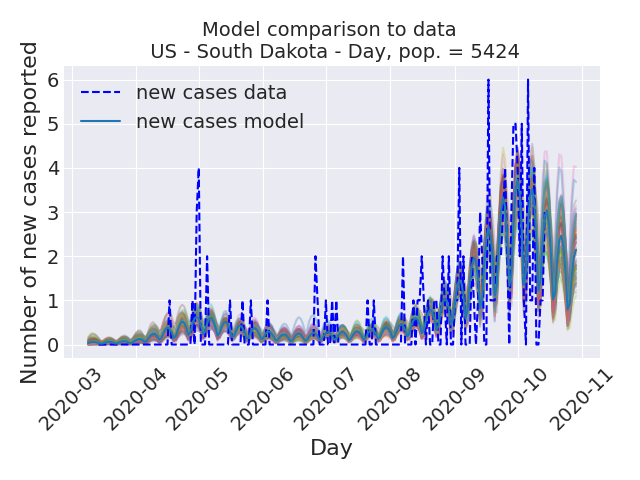 Model comparison to data
US - South Dakota - Day, pop. = 5424
new cases data
new cases model
Number of new cases reported
6
5
4
3
2
1
0
2020-03
2020-04
2020-05
2020-06
2020-07
2020-08
2020-09
2020-10
2020-11
Day